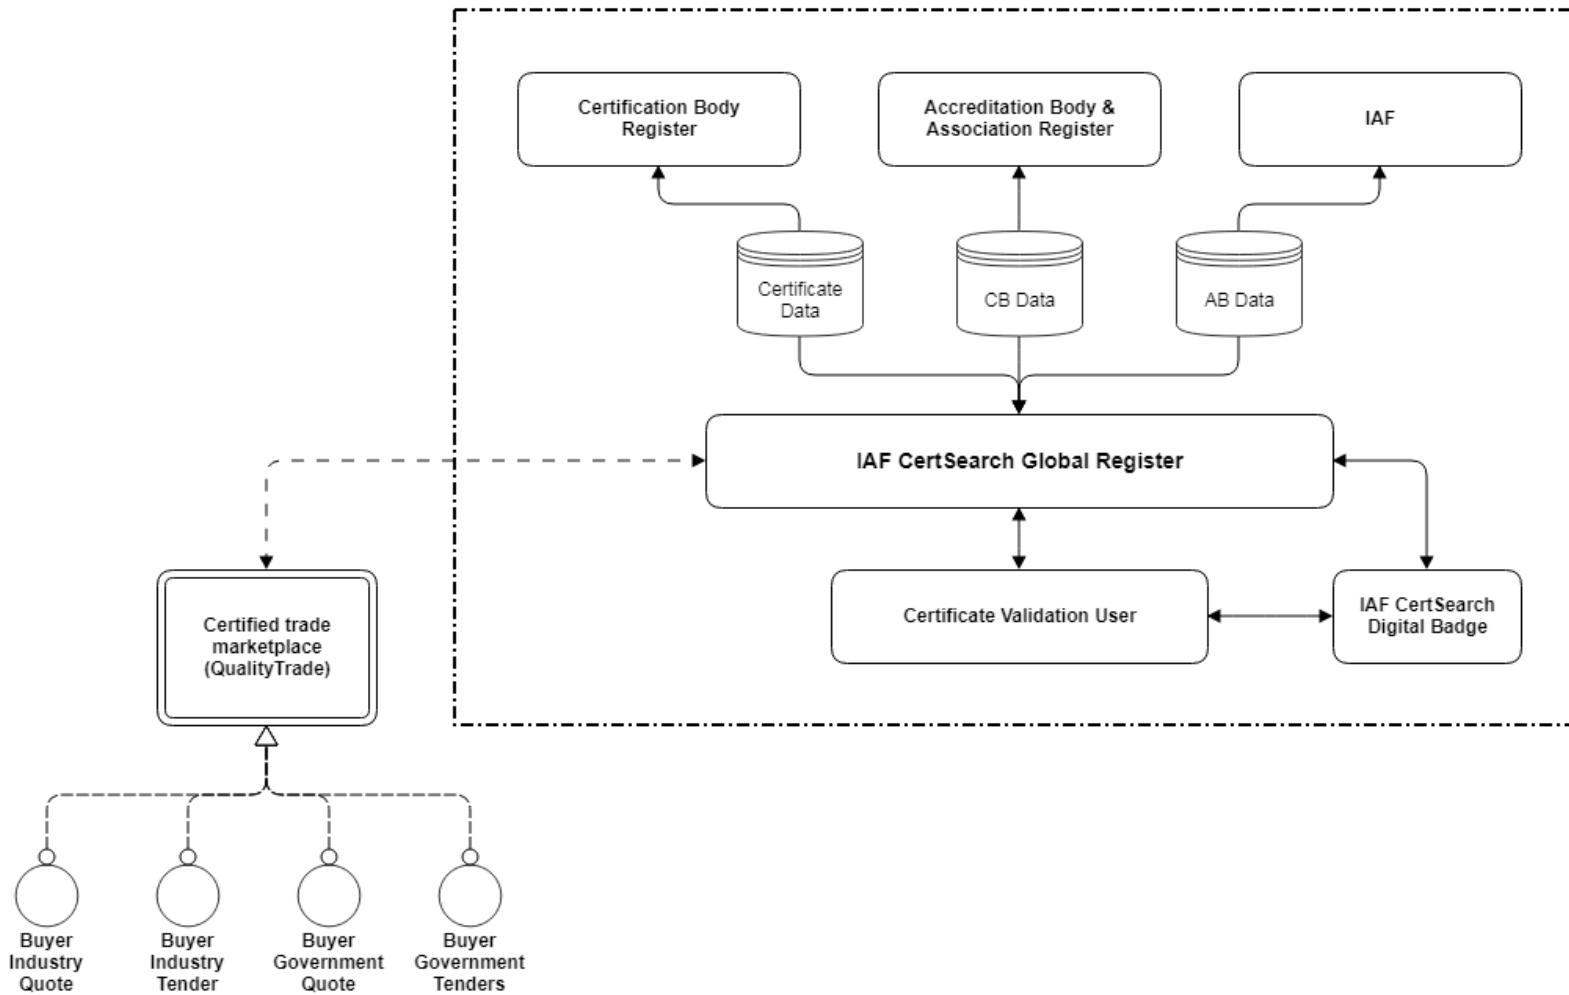 Certification Body
Register
Accreditation Body &
Association Register
IAF
Certificate
Data
CB Data
AB Data
IAF CertSearch Global Register
Certificate Validation User
IAF CertSearch
Digital Badge
Certified trade
marketplace
(QualityTrade)
Buyer
Industry
Quote
Buyer
Industry
Tender
Buyer
Government
Quote
Buyer
Government
Tenders